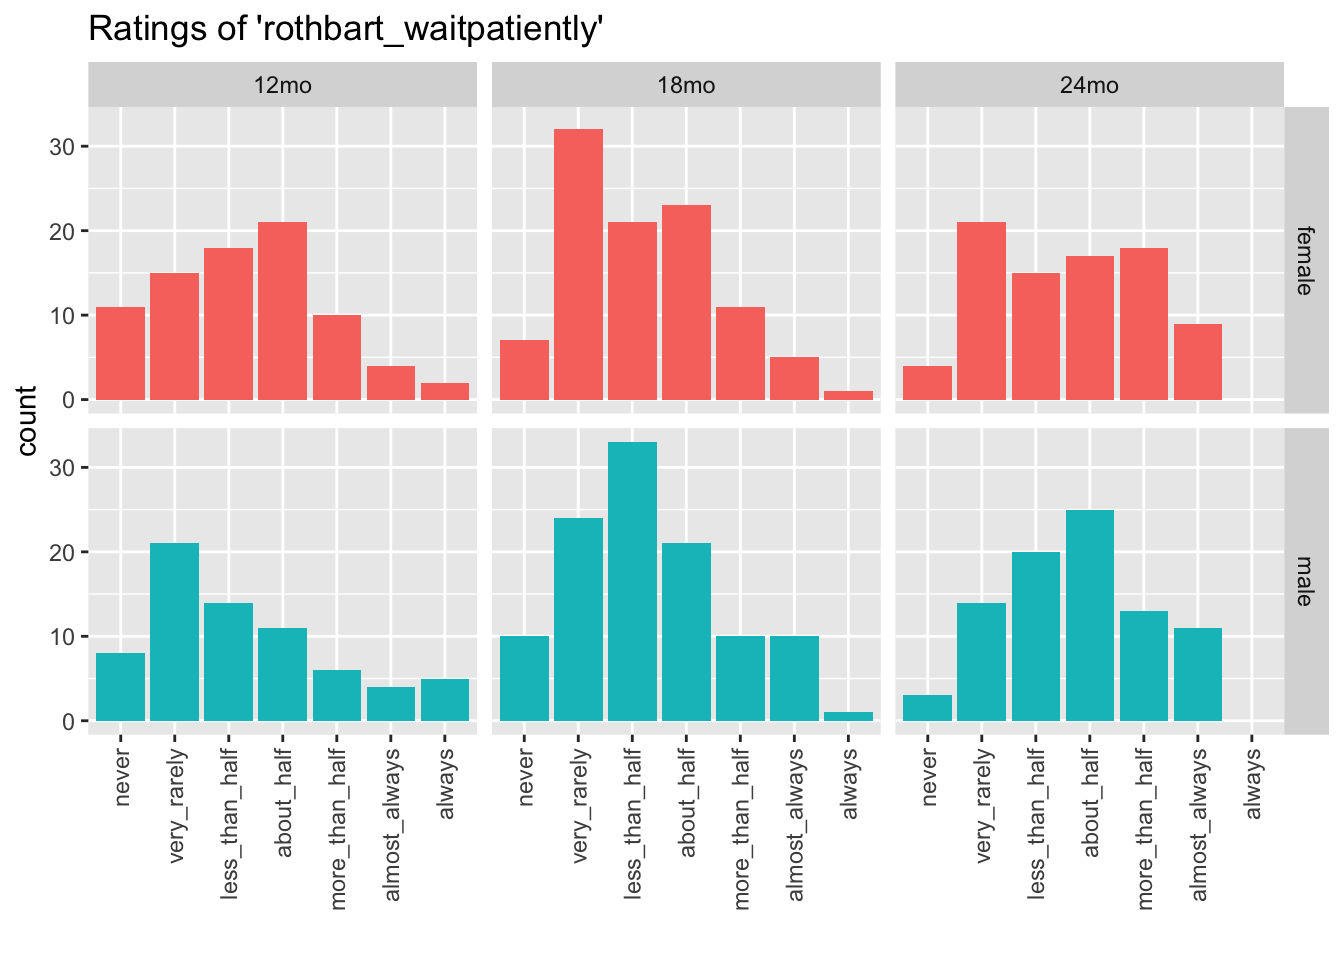 Ratings of 'rothbart_waitpatiently'
12mo 18mo 24mo
count
30
20
10
0
female
30
20
10
0
male
never very_rarely less_than_half about_half more_than_half almost_always always
never very_rarely less_than_half about_half more_than_half almost_always always
never very_rarely less_than_half about_half more_than_half almost_always always